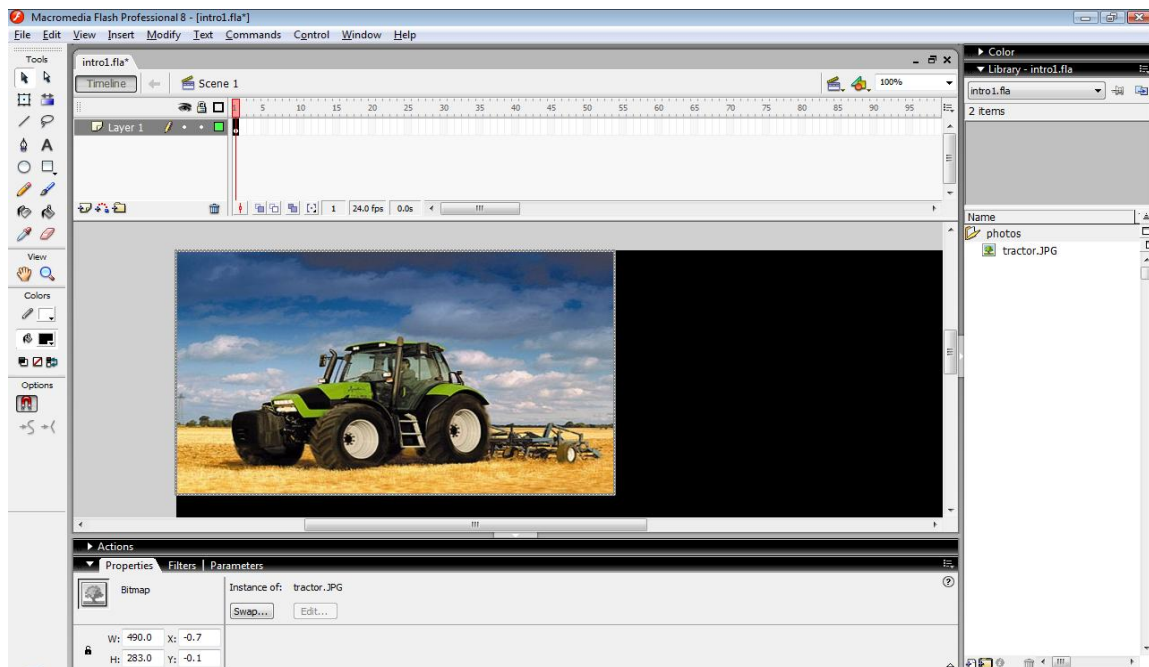 Macromedia Flash Professional 8 - [intro1.fla*]
File Edit View Insert Modify Text Commands Control Window Help
Tools
View
Colors
Options
intro1.fla*
Timeline Scene 1 100%
1 5 10 15 20 25 30 35 40 45 50 55 60 65 70 75 80 85 90 95
Layer 1
1 24.0 fps 0.0s
Actions
Properties Filters Parameters
Bitmap
Instance of: tractor.JPG
Swap... Edit...
W: 490.0 X: -0.7
H: 283.0 Y: -0.1
Color
Library - intro1.fla
intro1.fla
2 items
Name
photos
tractor.JPG